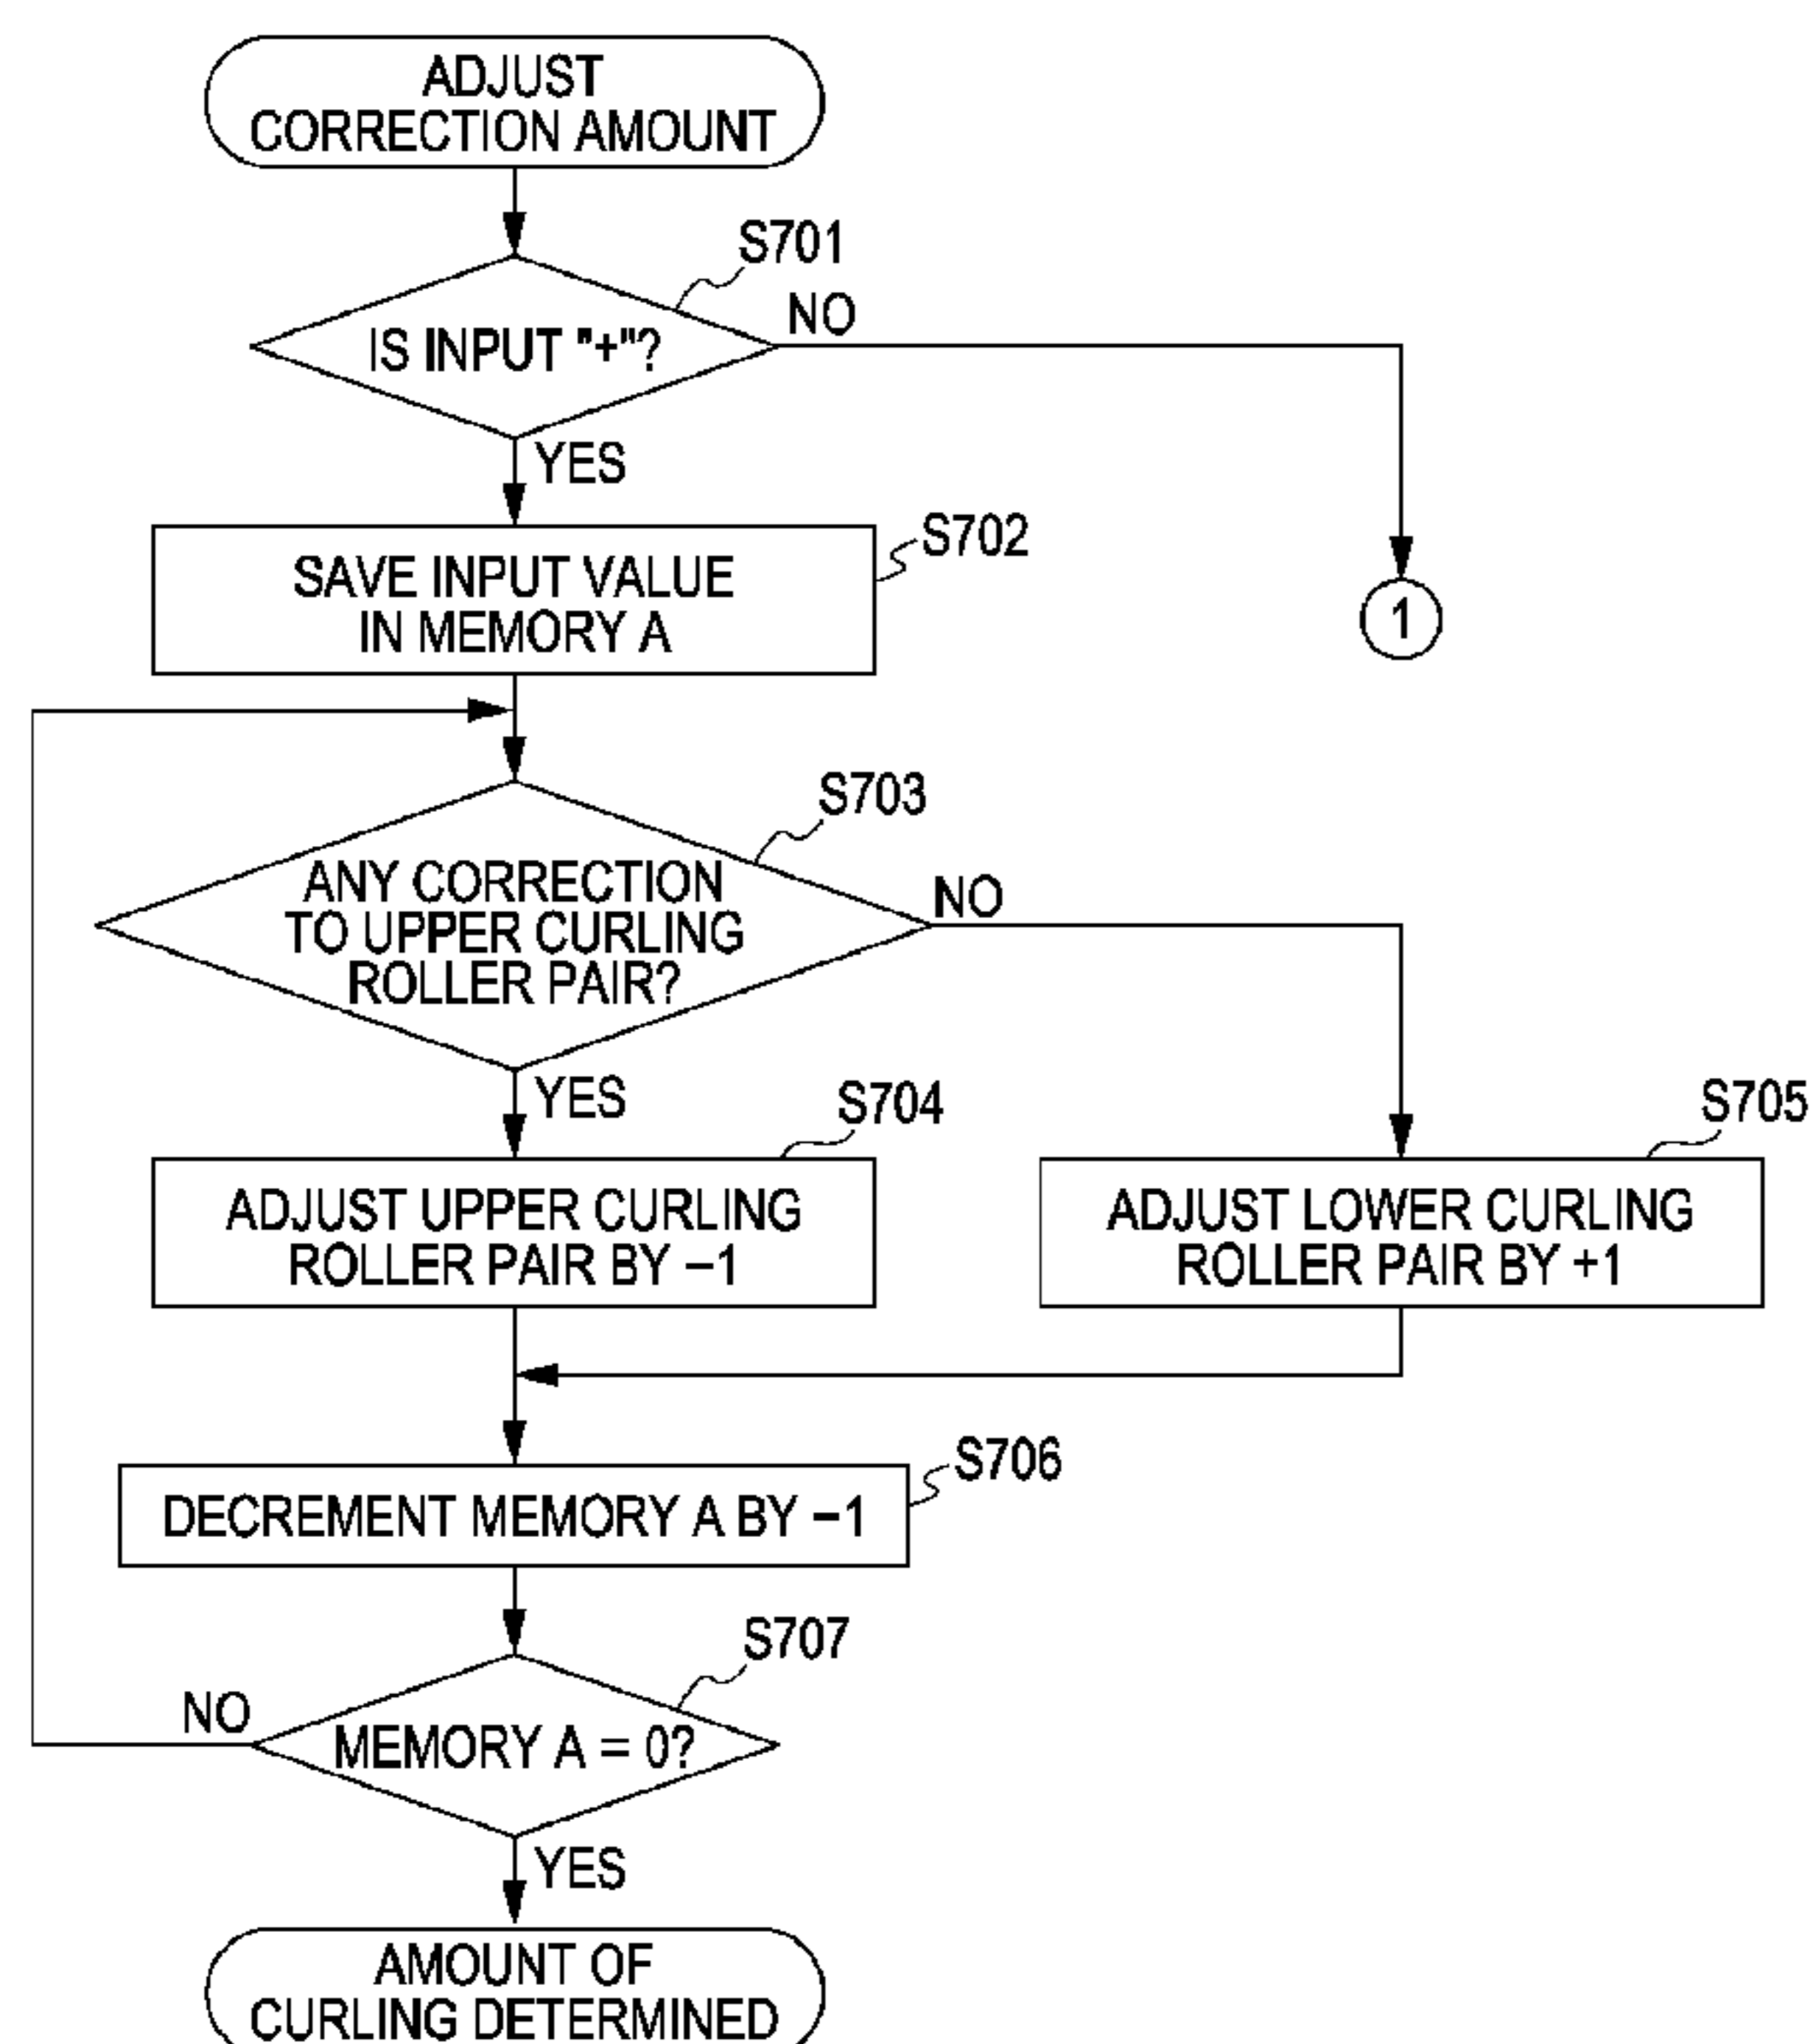 ADJUST
CORRECTION AMOUNT
S701
IS INPUT "+"?
NO
YES
S702
SAVE INPUT VALUE
IN MEMORY A
1
S703
ANY CORRECTION
TO UPPER CURLING
ROLLER PAIR?
NO
YES
S704
S705
ADJUST UPPER CURLING
ROLLER PAIR BY –1
ADJUST LOWER CURLING
ROLLER PAIR BY +1
S706
DECREMENT MEMORY A BY –1
S707
NO
MEMORY A = 0?
YES
AMOUNT OF
CURLING DETERMINED